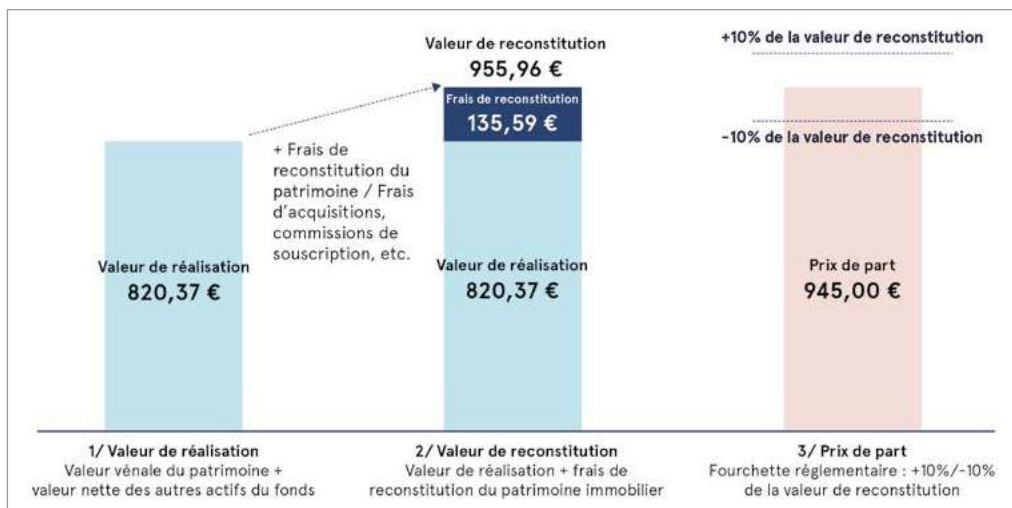 Valeur de reconstitution
955,96 €
Frais de reconstitution
135,59 €
+10% de la valeur de reconstitution
-10% de la valeur de reconstitution
+ Frais de
reconstitution du
patrimoine / Frais
d'acquisitions,
commissions de
souscription, etc.
Valeur de réalisation
820,37 €
Valeur de réalisation
820,37 €
Prix de part
945,00 €
1/ Valeur de réalisation
Valeur vénale du patrimoine +
valeur nette des autres actifs du fonds
2/ Valeur de reconstitution
Valeur de réalisation + frais de
reconstitution du patrimoine immobilier
3/ Prix de part
Fourchette réglementaire : +10%/-10%
de la valeur de reconstitution